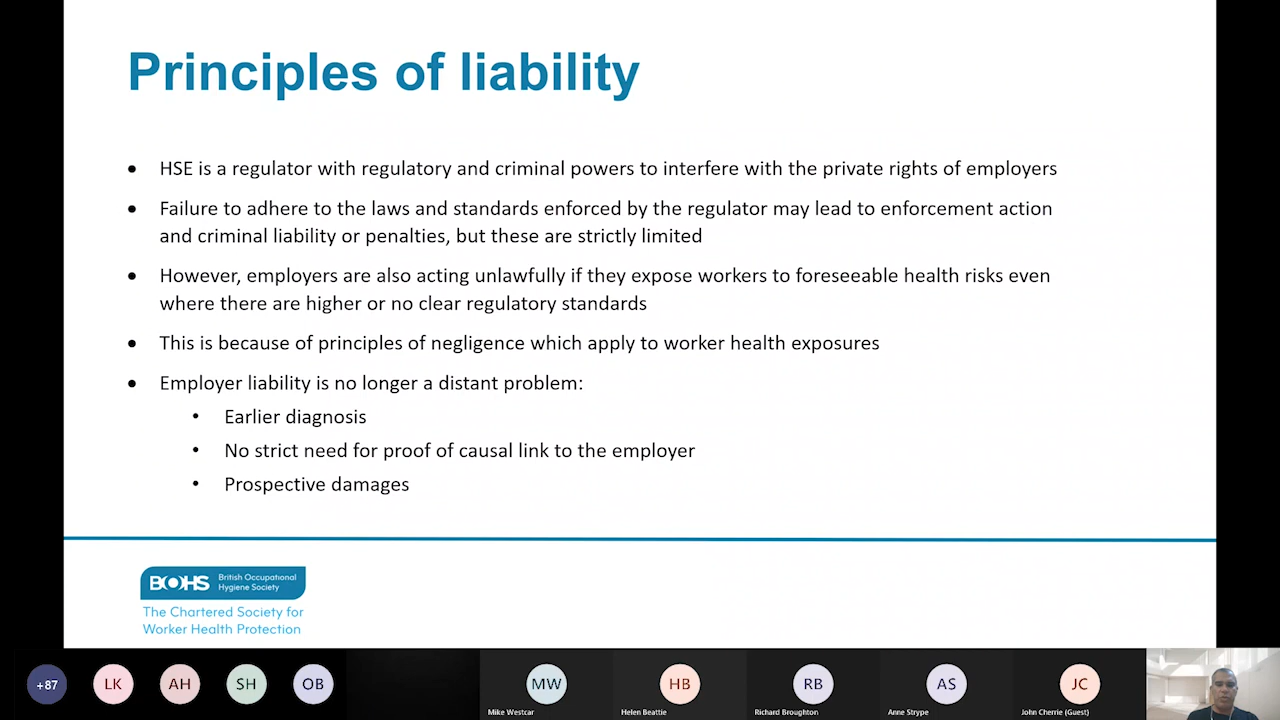 Principles of liability
HSE is a regulator with regulatory and criminal powers to interfere with the private rights of employers
Failure to adhere to the laws and standards enforced by the regulator may lead to enforcement action
and criminal liability or penalties, but these are strictly limited
However, employers are also acting unlawfully if they expose workers to foreseeable health risks even
where there are higher or no clear regulatory standards
This is because of principles of negligence which apply to worker health exposures
Employer liability is no longer a distant problem:
Earlier diagnosis
No strict need for proof of causal link to the employer
Prospective damages
BOHS
British Occupational
Hygiene Society
The Chartered Society for
Worker Health Protection
+87
LK
AH
SH
OB
MW
Mike Westcar
HB
Helen Beattie
RB
Richard Broughton
AS
Anne Strype
JC
John Cherrie (Guest)